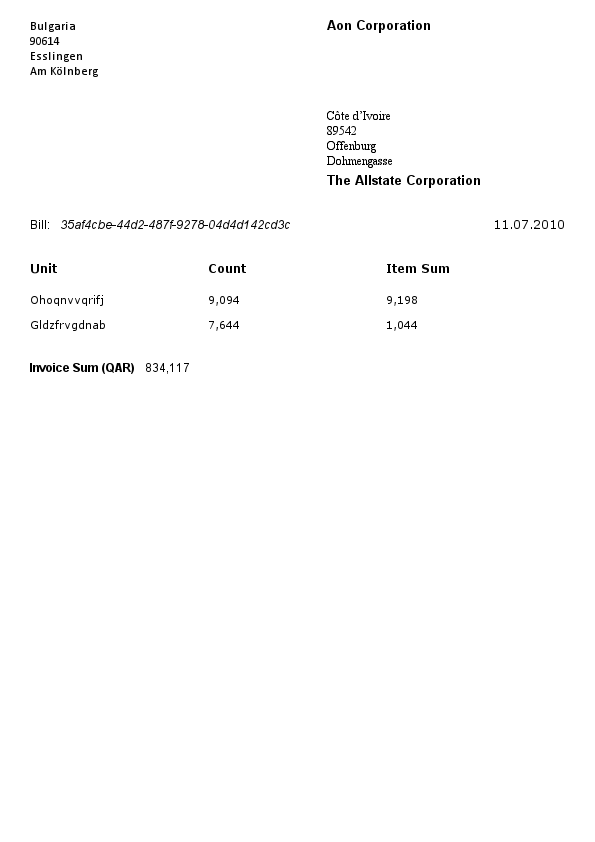 Bulgaria
90614
Esslingen
Am Kölnberg
Aon Corporation
Côte d'Ivoire
89542
Offenburg
Dohmengasse
The Allstate Corporation
Bill: 35af4cbe-44d2-487f-9278-04d4d142cd3c 11.07.2010
Unit Count Item Sum
Ohoqnvvqrifj 9,094 9,198
Gldzfrvgdnab 7,644 1,044
Invoice Sum (QAR) 834,117